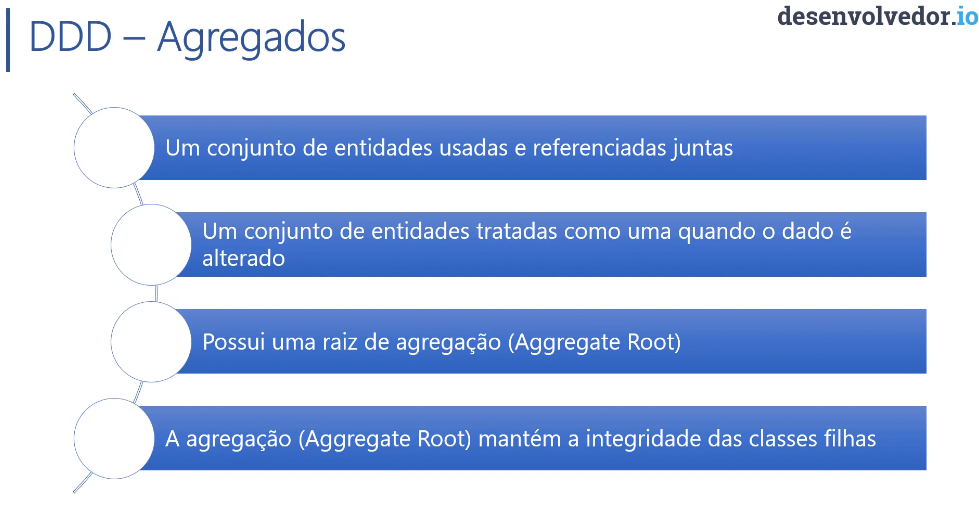 DDD – Agregados
desenvolvedor.io
Um conjunto de entidades usadas e referenciadas juntas
Um conjunto de entidades tratadas como uma quando o dado é
alterado
Possui uma raiz de agregação (Aggregate Root)
A agregação (Aggregate Root) mantém a integridade das classes filhas